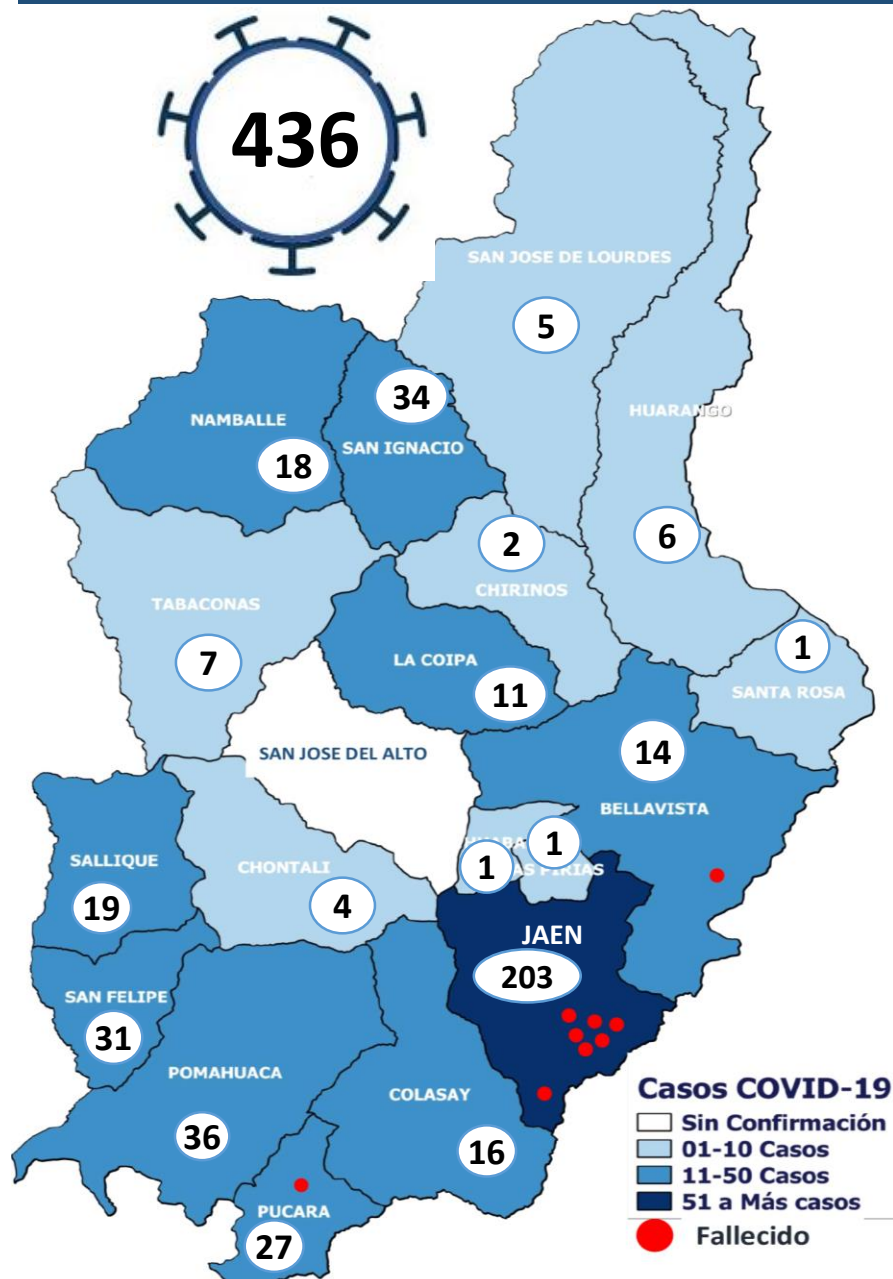 436
SAN JOSE DE LOURDES
5
34
NAMBALLE
HUARANGO
SAN IGNACIO
18
2
6
CHIRINOS
TABACONAS
1
7
LA COIPA
11
SANTA ROSA
14
SAN JOSE DEL ALTO
BELLAVISTA
1
SALLIQUE
CHONTALI
1
19
4
JAEN
203
SAN FELIPE
31
POMAHUACA
COLASAY
36
16
PUCARA
27
Casos COVID-19
Sin Confirmación
01-10 Casos
11-50 Casos
51 a Más casos
Fallecido